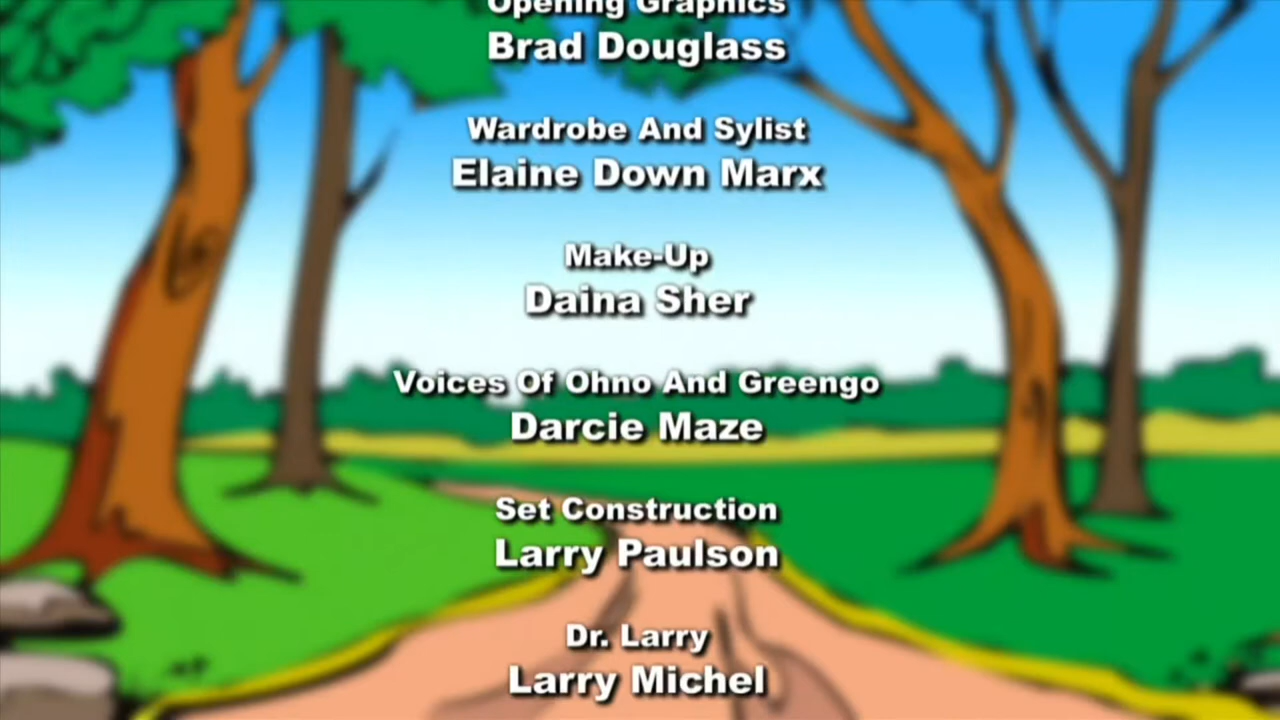 Opening Graphics
Brad Douglass
Wardrobe And Sylist
Elaine Down Marx
Make-Up
Daina Sher
Voices Of Ohno And Greengo
Darcie Maze
Set Construction
Larry Paulson
Dr. Larry
Larry Michel